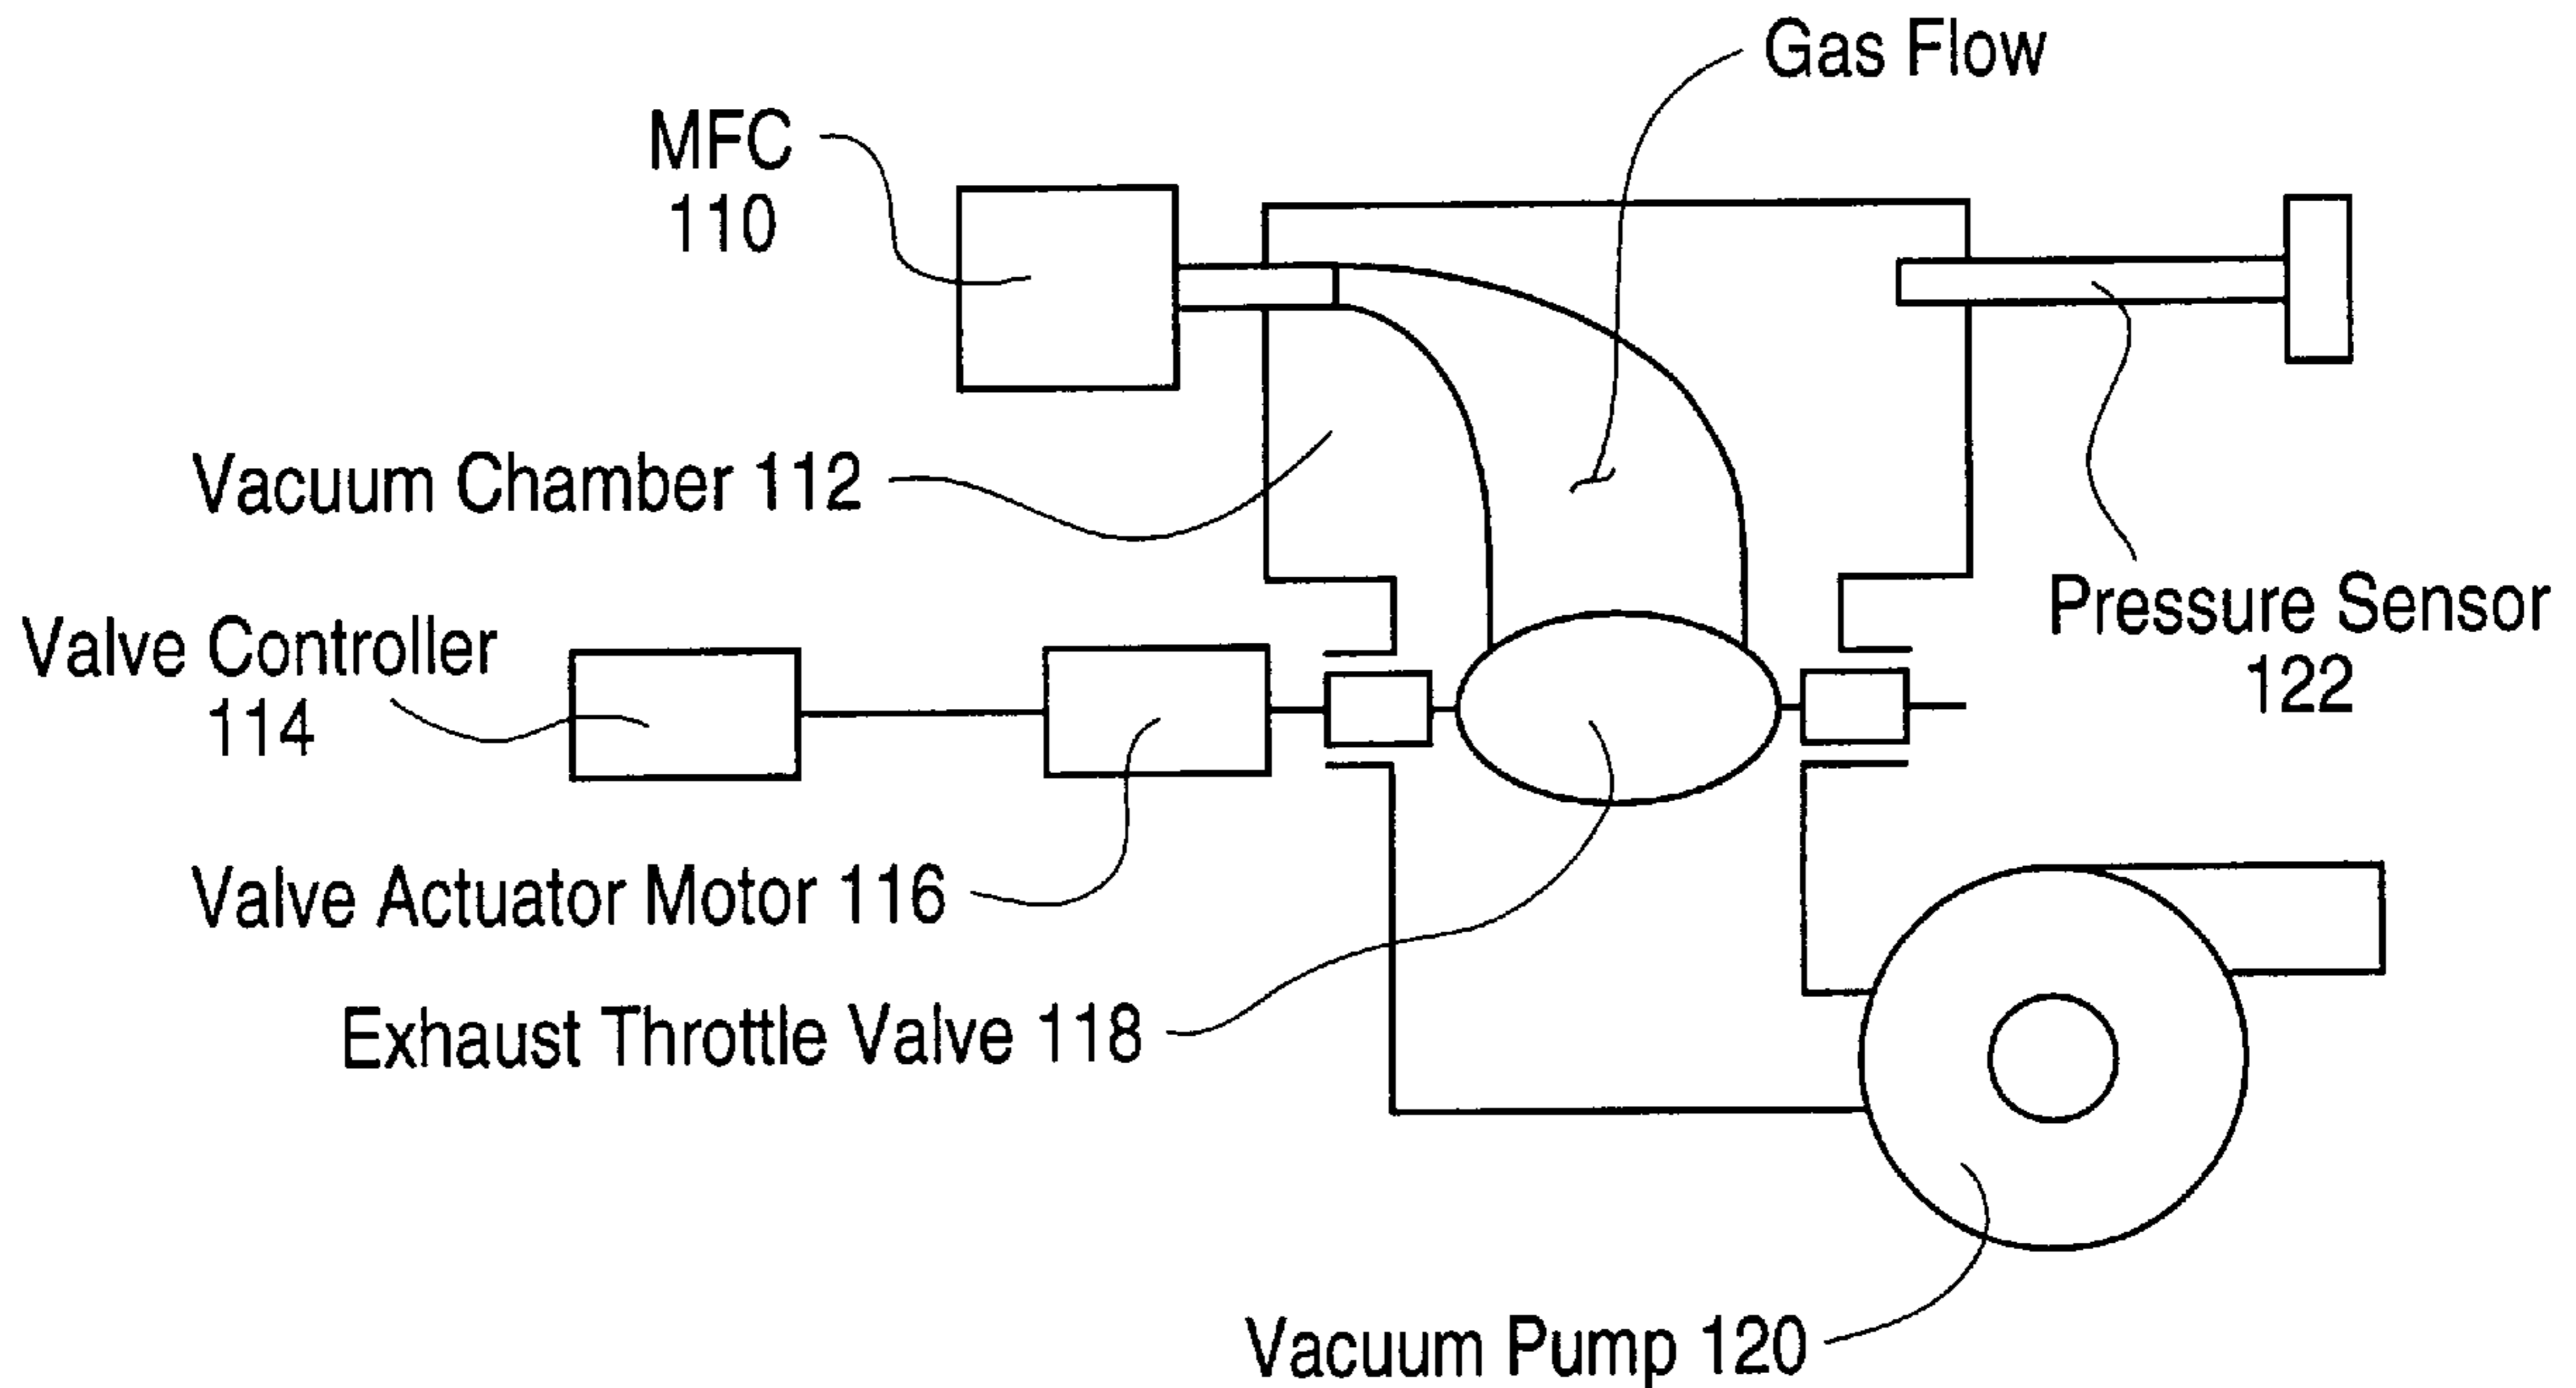 Gas Flow
MFC
110
Vacuum Chamber 112
Valve Controller
114
Pressure Sensor
122
Valve Actuator Motor 116
Exhaust Throttle Valve 118
Vacuum Pump 120